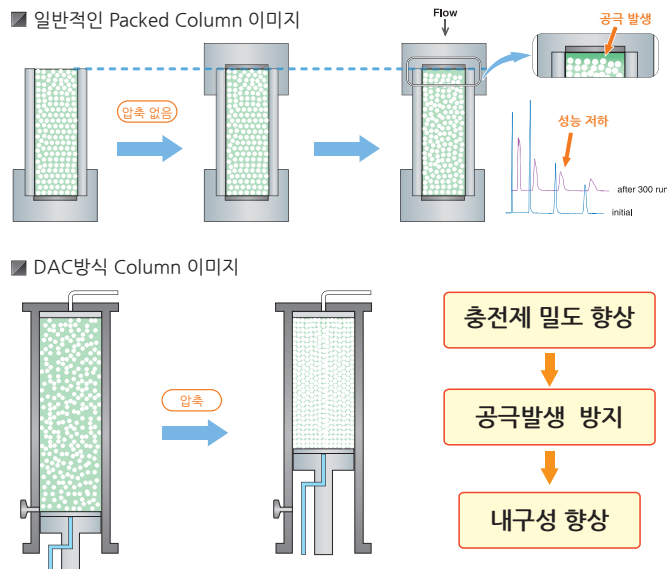 일반적인 Packed Column 이미지
Flow
공극 발생
압축 없음
성능 저하
after 300 run
initial
DAC방식 Column 이미지
압축
충전제 밀도 향상
공극발생 방지
내구성 향상